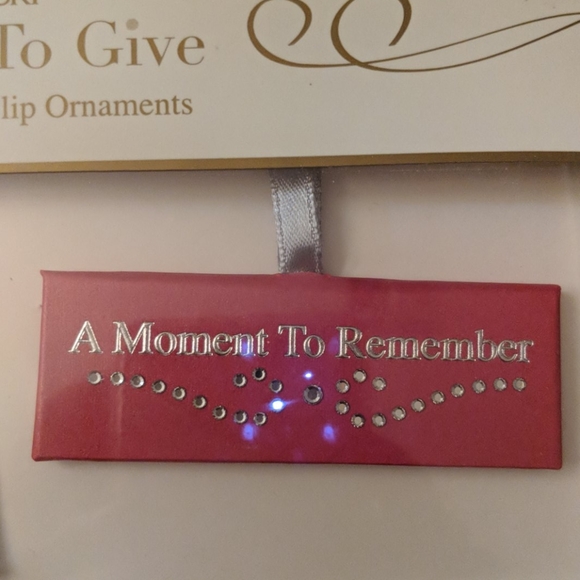 To Give
lip Ornaments
A Moment To Remember